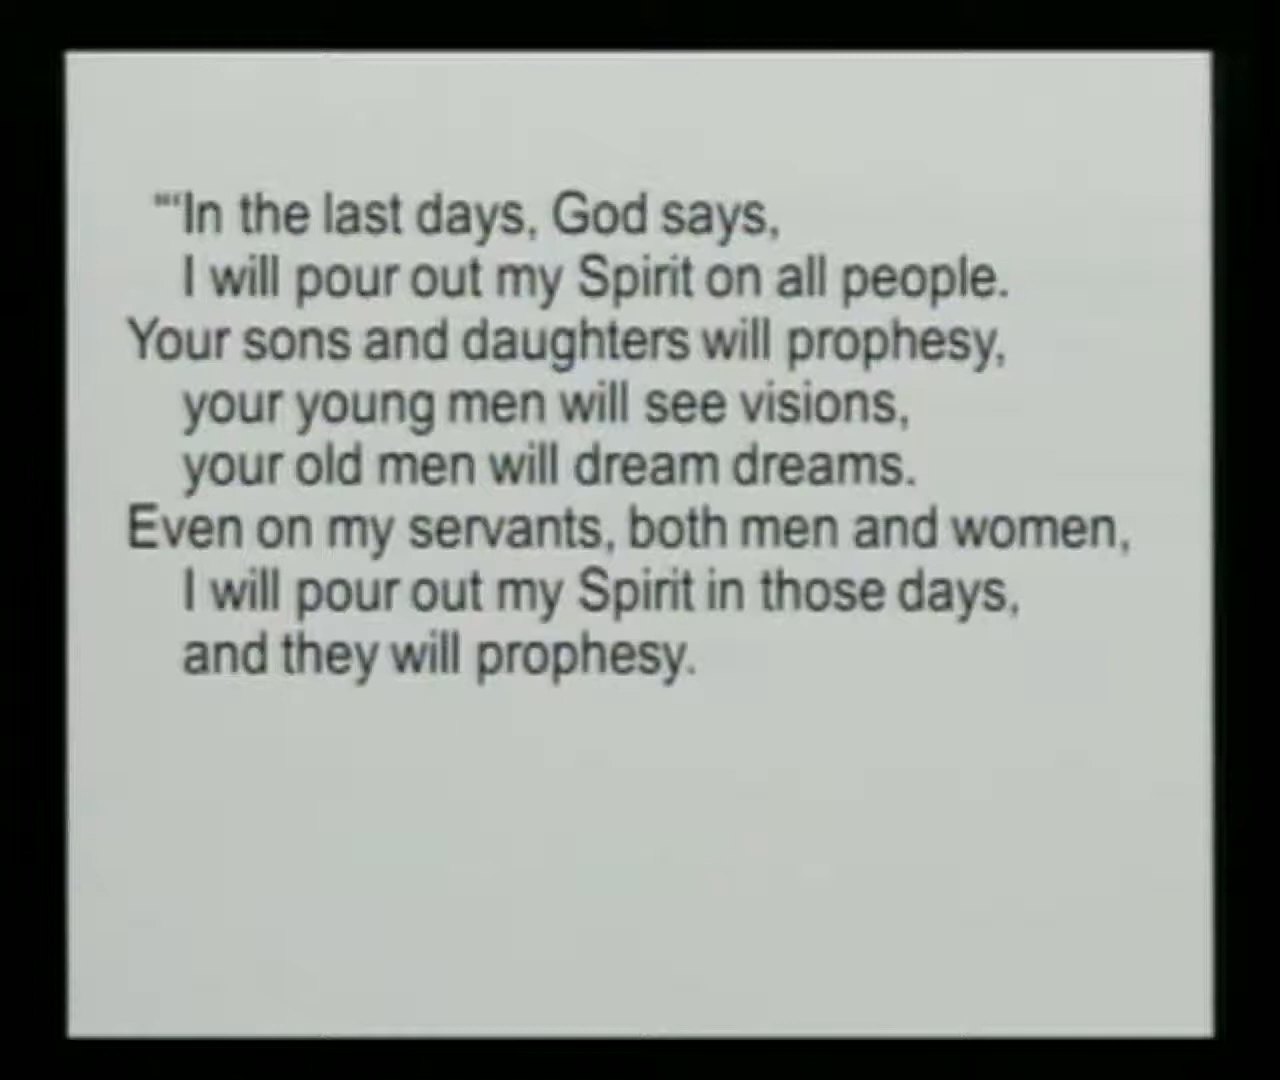 “‘In the last days, God says,
I will pour out my Spirit on all people.
Your sons and daughters will prophesy,
your young men will see visions,
your old men will dream dreams.
Even on my servants, both men and women,
I will pour out my Spirit in those days,
and they will prophesy.